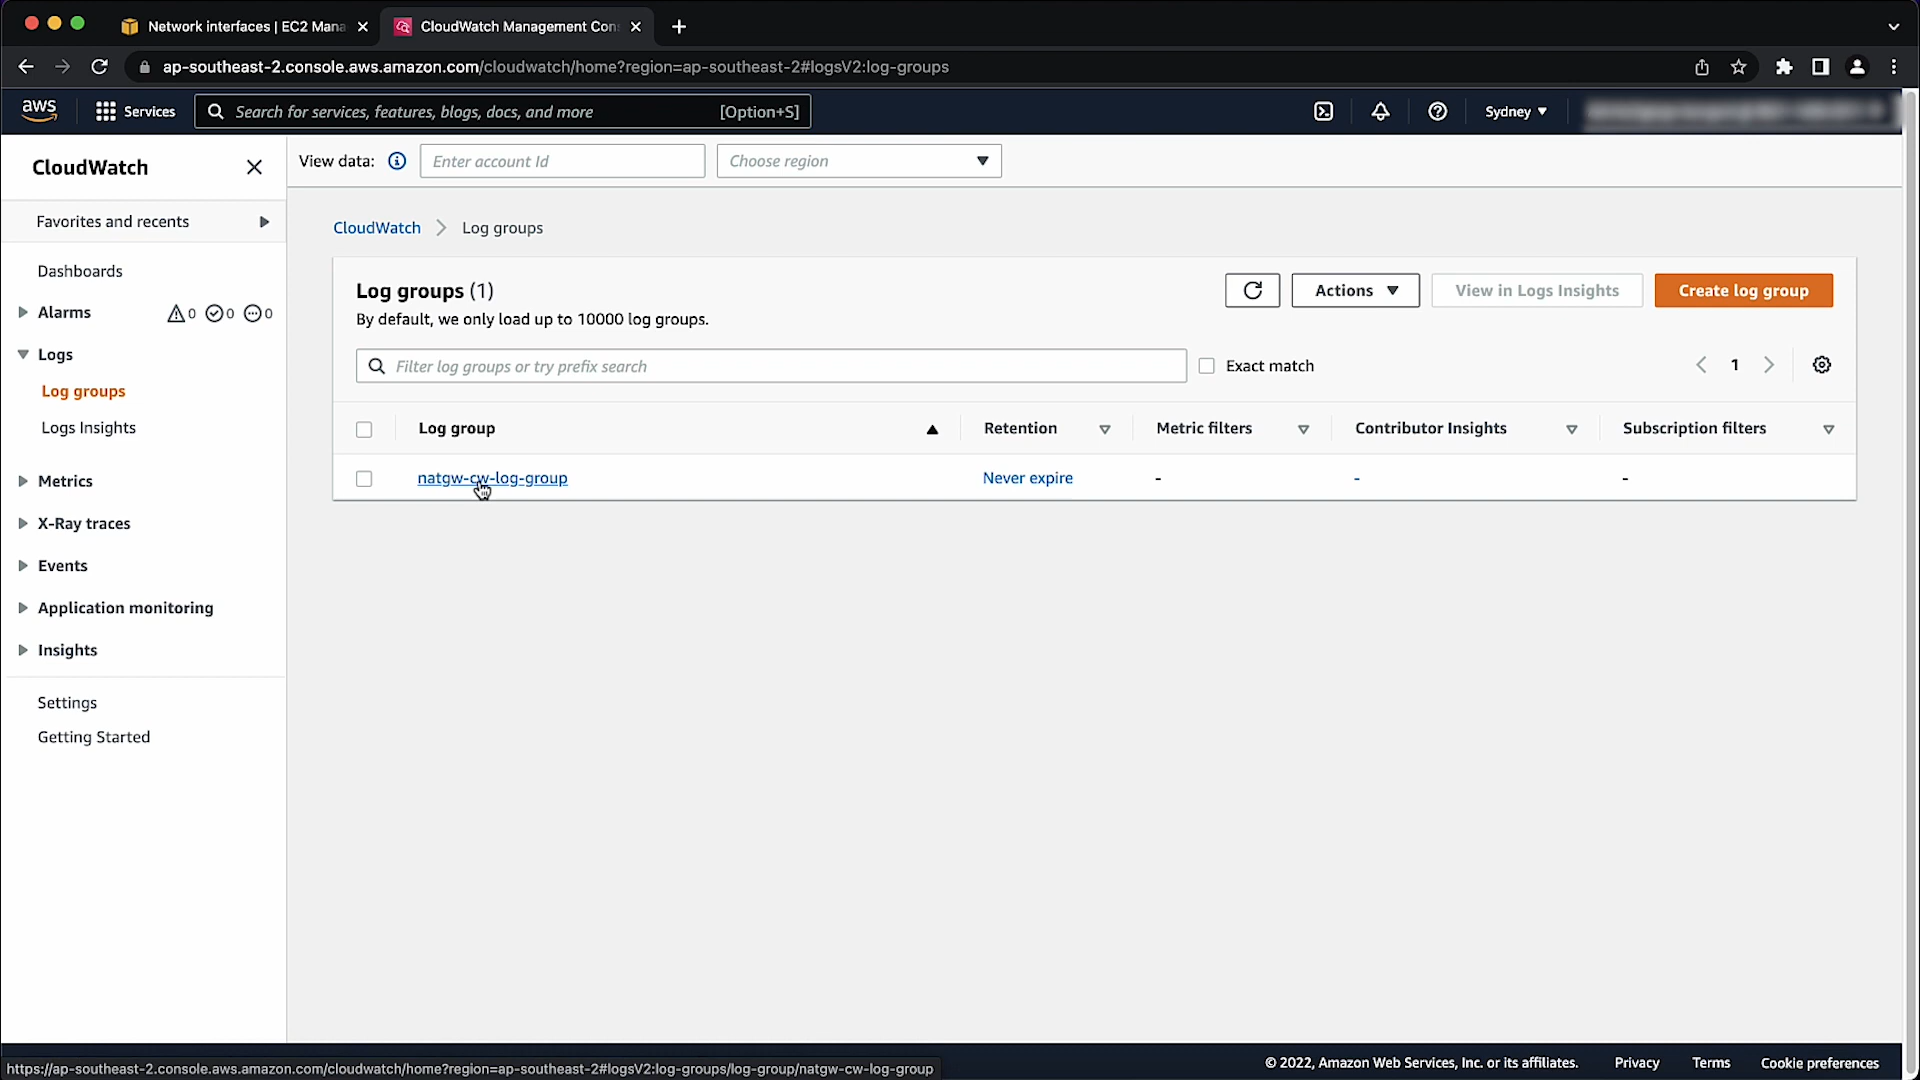 Network interfaces | EC2 Mana
CloudWatch Management Con
ap-southeast-2.console.aws.amazon.com/cloudwatch/home?region=ap-southeast-2#logsV2:log-groups
aws
Services
Search for services, features, blogs, docs, and more
[Option+S]
Sydney
CloudWatch
View data:
Enter account Id
Choose region
Favorites and recents
Dashboards
Alarms
0
0
0
Logs
Log groups
Logs Insights
Metrics
X-Ray traces
Events
Application monitoring
Insights
Settings
Getting Started
CloudWatch
Log groups
Log groups (1)
By default, we only load up to 10000 log groups.
Actions
View in Logs Insights
Create log group
Filter log groups or try prefix search
Exact match
1
Log group
Retention
Metric filters
Contributor Insights
Subscription filters
natgw-cw-log-group
Never expire
-
-
-
https://ap-southeast-2.console.aws.amazon.com/cloudwatch/home?region=ap-southeast-2#logsV2:log-groups/log-group/natgw-cw-log-group
© 2022, Amazon Web Services, Inc. or its affiliates.
Privacy
Terms
Cookie preferences